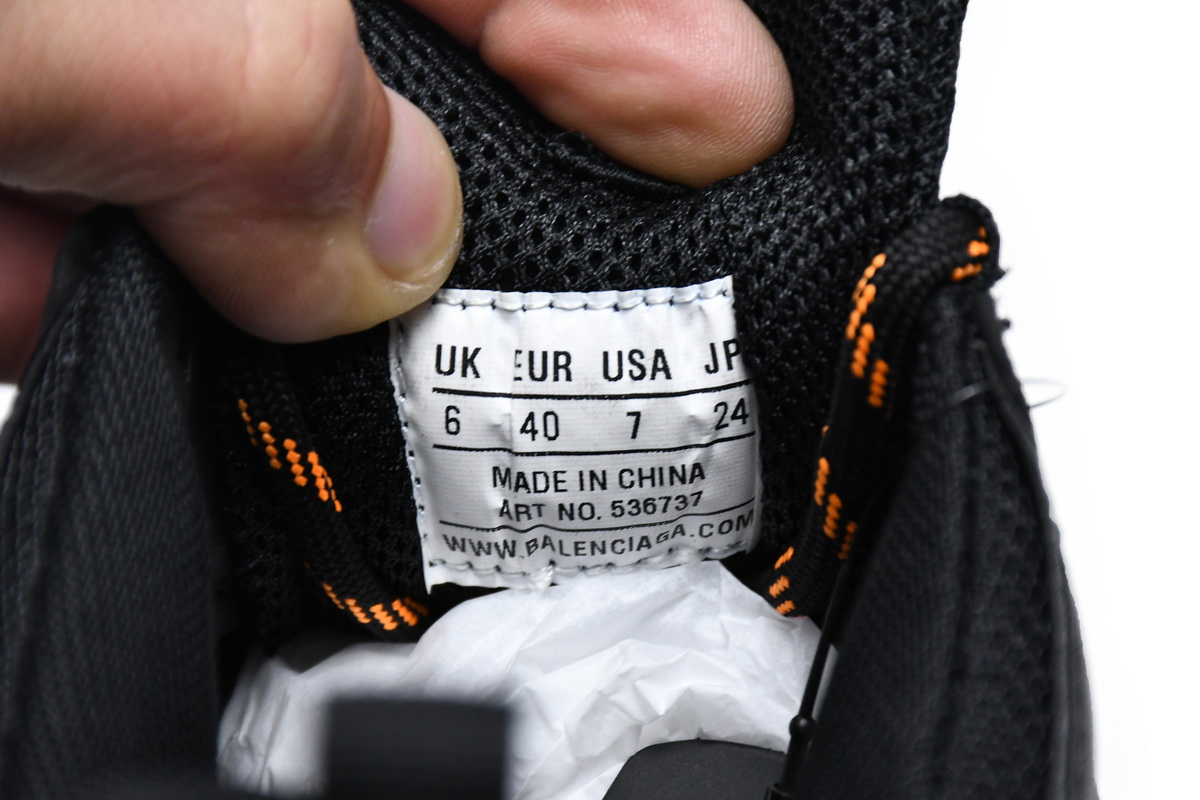 UK EUR USA JP
6 40 7 24
MADE IN CHINA
ART NO. 536737
WWW.BALENCIAGA.COM